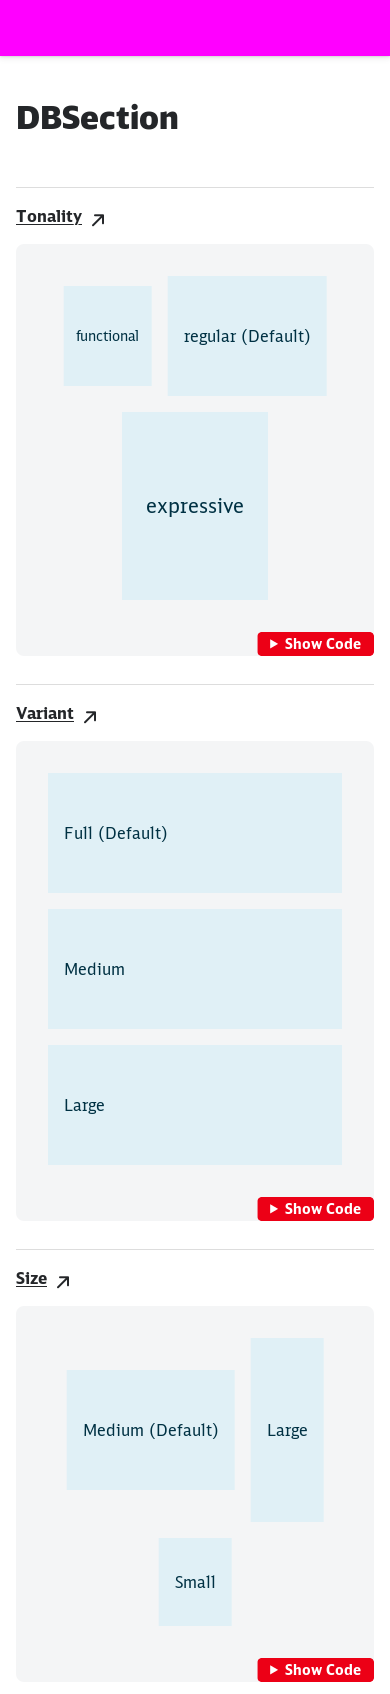 DBSection
Tonality
functional
regular (Default)
expressive
Show Code
Variant
Full (Default)
Medium
Large
Show Code
Size
Medium (Default)
Large
Small
Show Code